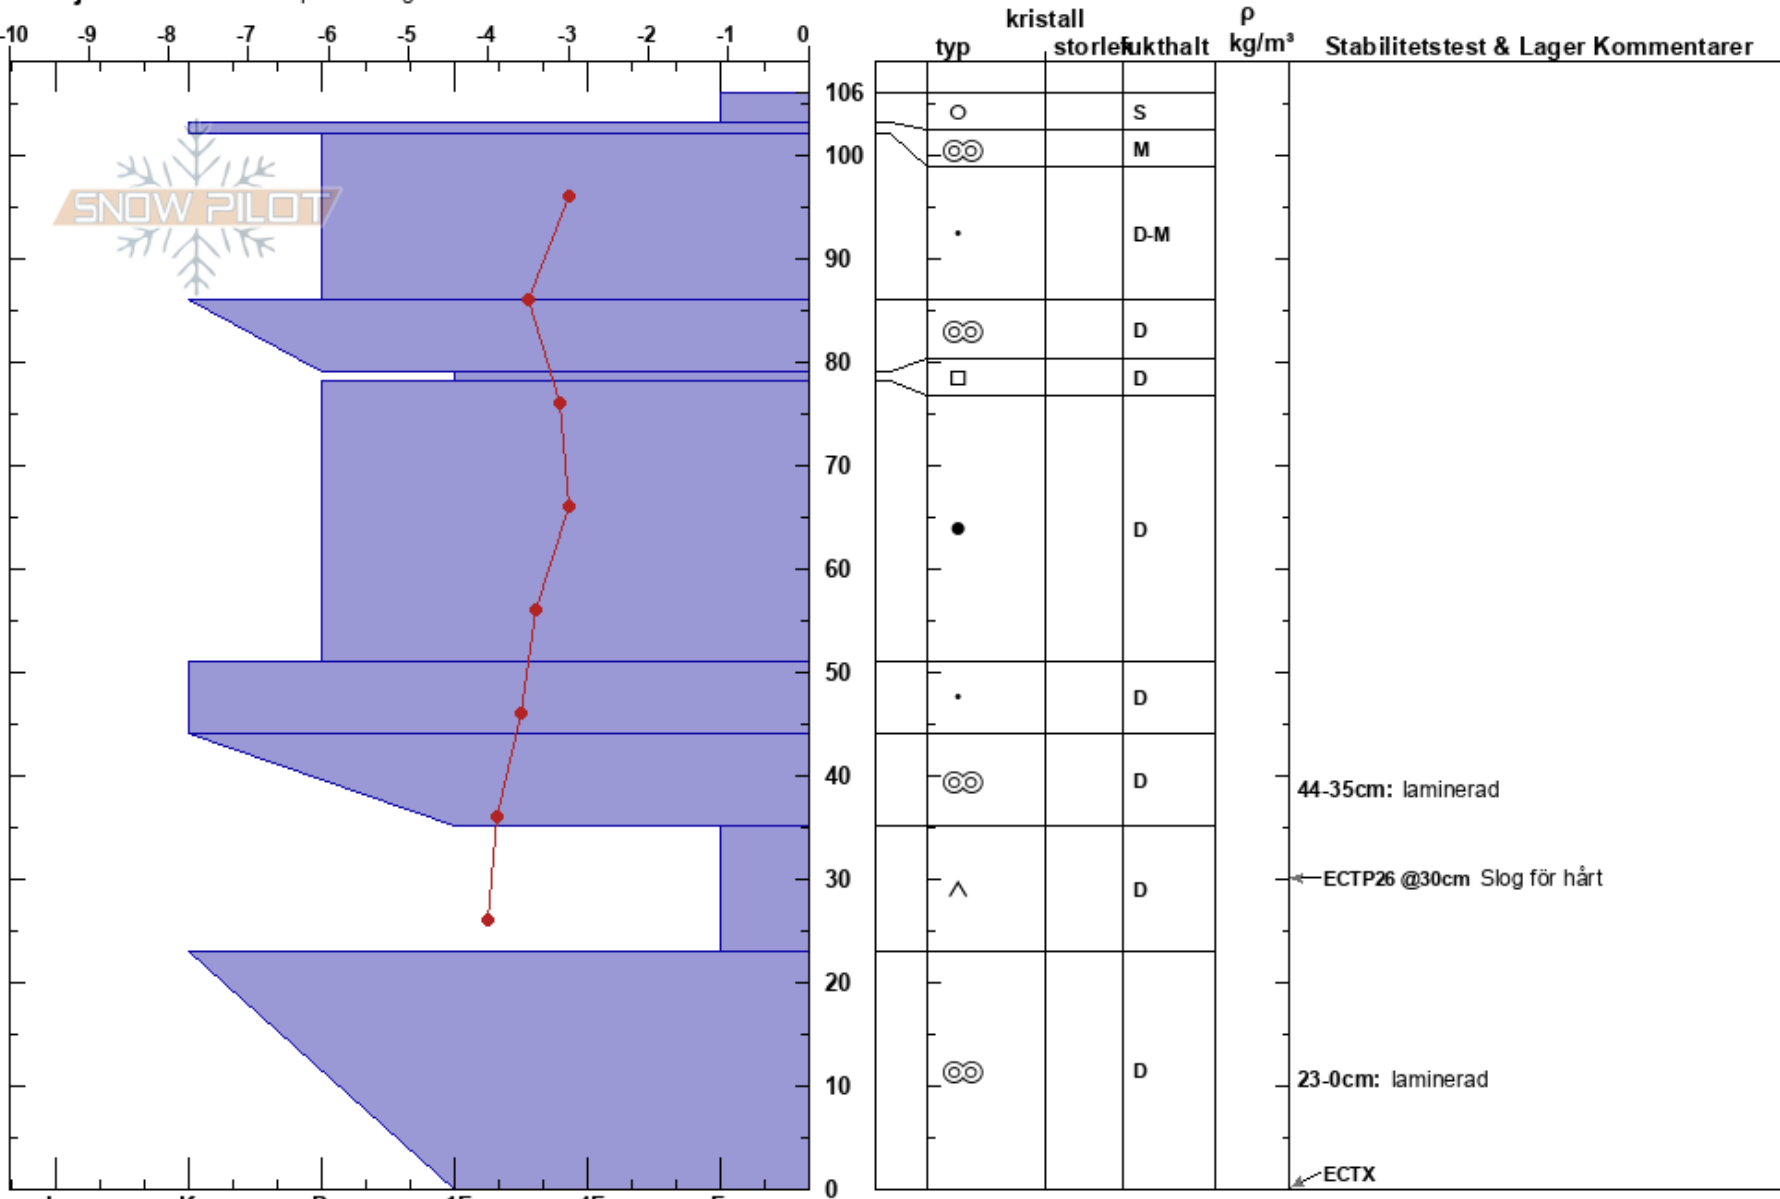 -10 -9 -8 -7 -6 -5 -4 -3 -2 -1 0
kristall
typ storlek fukthalt
ρ
kg/m³
Stabilitetstest & Lager Kommentarer
106
S
SNOW PILOT
100
M
D-M
90
D
80
D
70
D
60
50
D
40
D
44-35cm: laminerad
30
D
ECTP26 @30cm Slog för hårt
20
D
10
23-0cm: laminerad
0
ECTX